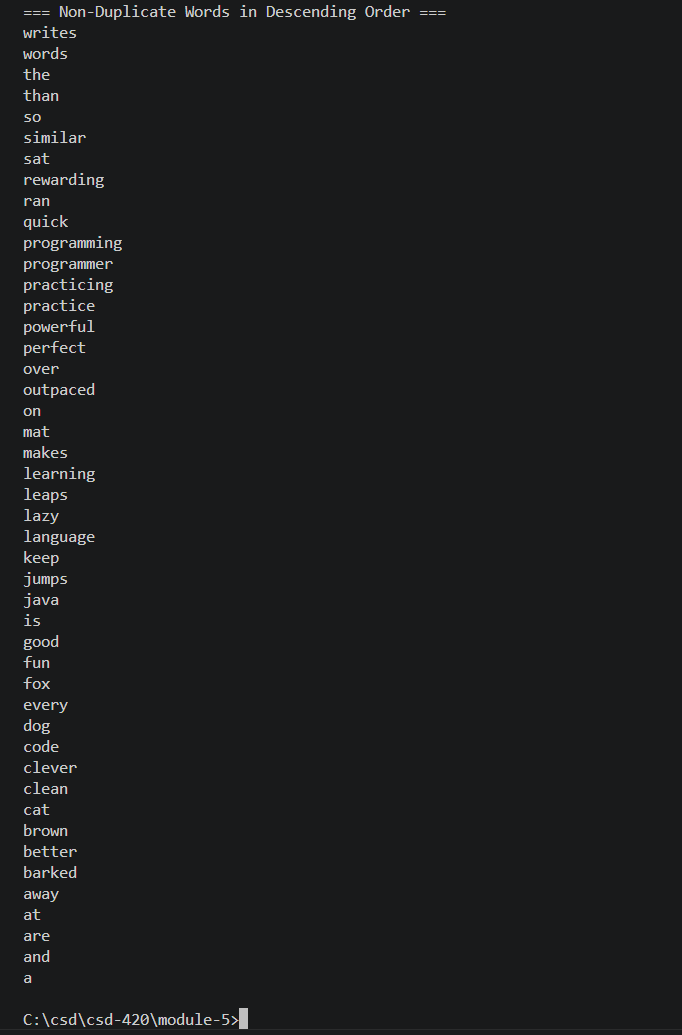 === Non-Duplicate Words in Descending Order ===
writes
words
the
than
so
similar
sat
rewarding
ran
quick
programming
programmer
practicing
practice
powerful
perfect
over
outpaced
on
mat
makes
learning
leaps
lazy
language
keep
jumps
java
is
good
fun
fox
every
dog
code
clever
clean
cat
brown
better
barked
away
at
are
and
a
C:\csd\csd-420\module-5>